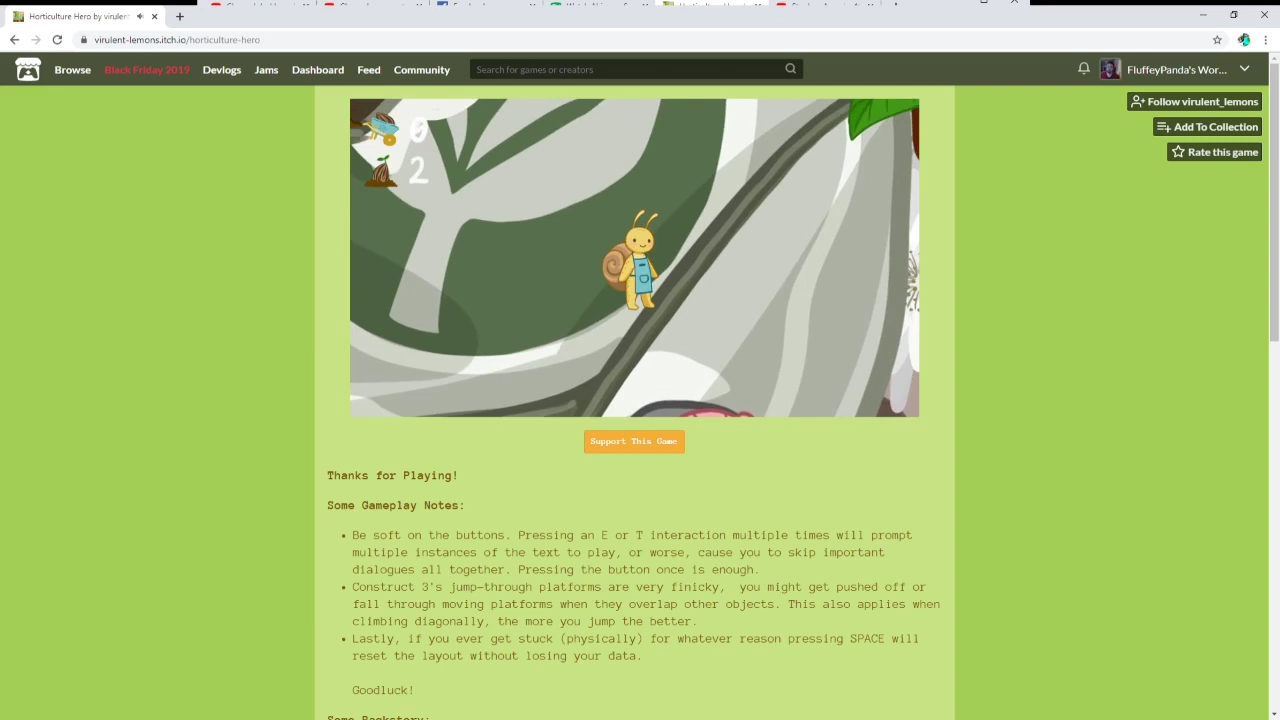 Horticulture Hero by virulent
virulent-lemons.itch.io/horticulture-hero
Browse Black Friday 2019 Devlogs Jams Dashboard Feed Community Search for games or creators FluffeyPanda's Wor...
Follow virulent_lemons
Add To Collection
Rate this game
0
2
Support This Game
Thanks for Playing!
Some Gameplay Notes:
• Be soft on the buttons. Pressing an E or T interaction multiple times will prompt
multiple instances of the text to play, or worse, cause you to skip important
dialogues all together. Pressing the button once is enough.
• Construct 3's jump-through platforms are very finicky, you might get pushed off or
fall through moving platforms when they overlap other objects. This also applies when
climbing diagonally, the more you jump the better.
• Lastly, if you ever get stuck (physically) for whatever reason pressing SPACE will
reset the layout without losing your data.
Goodluck!
Some Backstory: